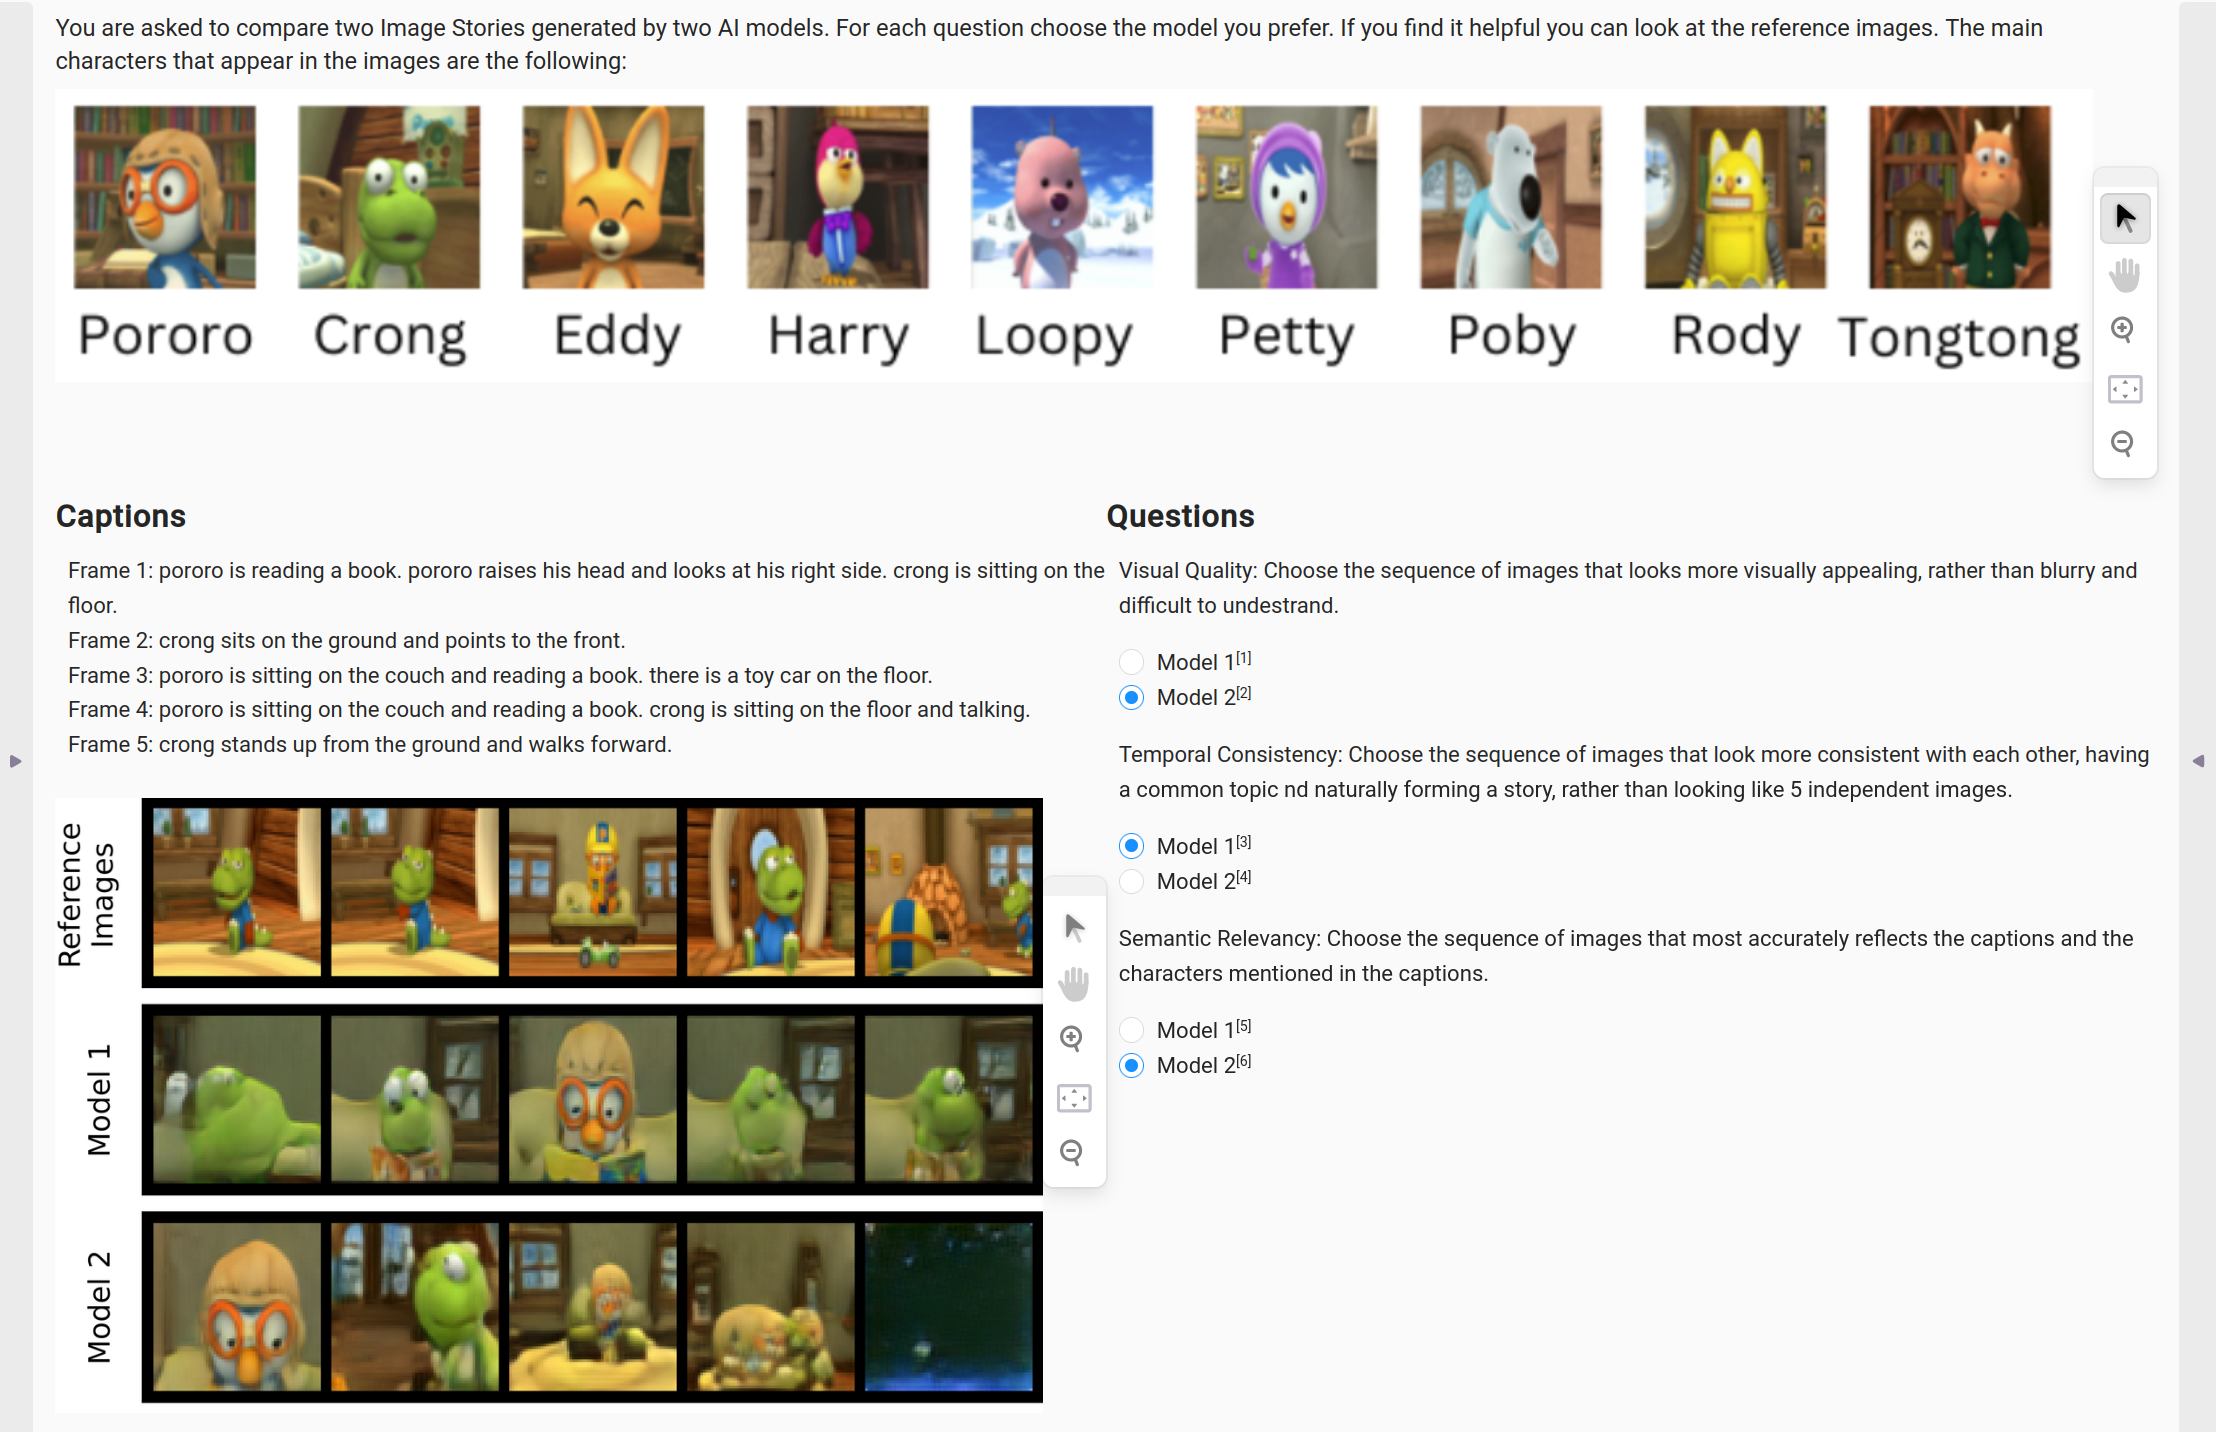 You are asked to compare two Image Stories generated by two AI models. For each question choose the model you prefer. If you find it helpful you can look at the reference images. The main
characters that appear in the images are the following:
Pororo Crong Eddy Harry Loopy Petty Poby Rody Tongtong
Captions
Frame 1: pororo is reading a book. pororo raises his head and looks at his right side. crong is sitting on the
floor.
Frame 2: crong sits on the ground and points to the front.
Frame 3: pororo is sitting on the couch and reading a book. there is a toy car on the floor.
Frame 4: pororo is sitting on the couch and reading a book. crong is sitting on the floor and talking.
Frame 5: crong stands up from the ground and walks forward.
Reference
Images
Model 1
Model 2
Questions
Visual Quality: Choose the sequence of images that looks more visually appealing, rather than blurry and
difficult to undestrand.
Model 1[1]
Model 2[2]
Temporal Consistency: Choose the sequence of images that look more consistent with each other, having
a common topic nd naturally forming a story, rather than looking like 5 independent images.
Model 1[3]
Model 2[4]
Semantic Relevancy: Choose the sequence of images that most accurately reflects the captions and the
characters mentioned in the captions.
Model 1[5]
Model 2[6]